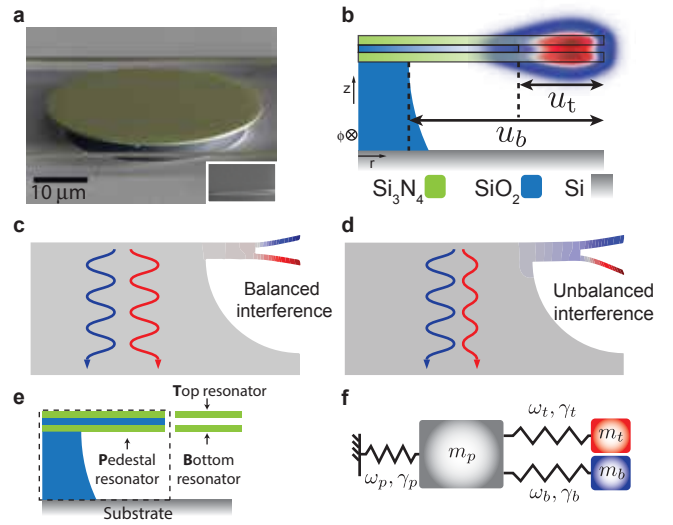 a
10 µm
b
z
ϕ⊗
r
u_t
u_b
Si₃N₄
SiO₂
Si
c
Balanced
interference
d
Unbalanced
interference
e
Top resonator
Pedestal
resonator
Bottom
resonator
Substrate
f
ω_t, γ_t
m_t
m_p
m_b
ω_p, γ_p
ω_b, γ_b